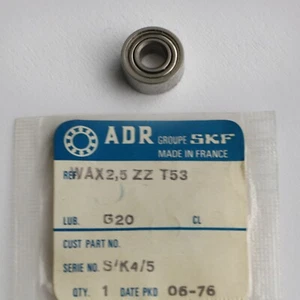 ADR GROUPE SKF
MADE IN FRANCE
REF. WAX2,5 ZZ T53
LUB. G20 CL
CUST PART NO.
SERIE NO. S/K4/5
QTY. 1 DATE PKD 06-76